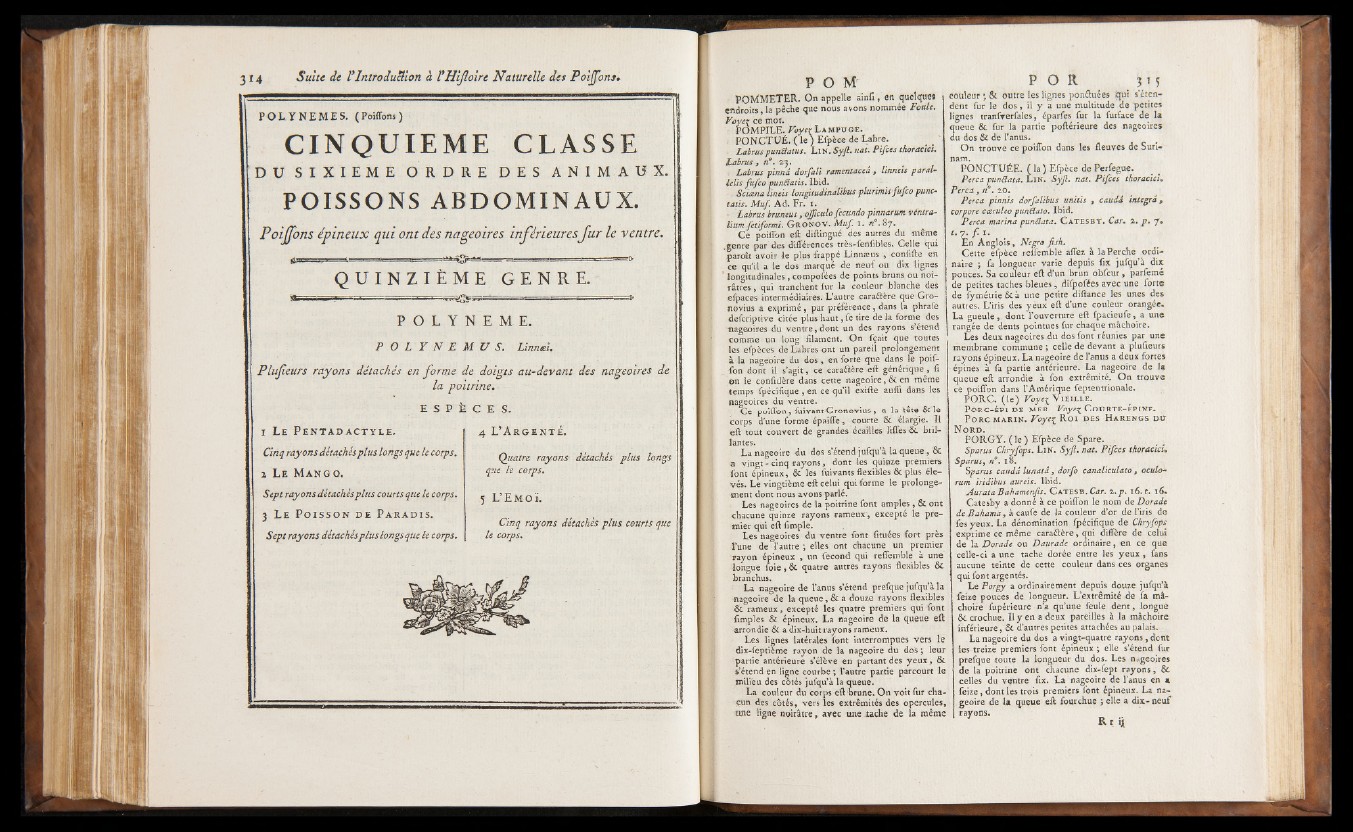 314 Suite de l'Introduction à l'Histoire Naturelle des Poissons.
POLYNEMES. (Poissons)
CINQUIEME CLASSE
DU SIXIEME ORDRE DES ANIMAUX.
POISSONS ABDOMINAUX.
Poissons épineux qui ont des nageoires inférieures sur le ventre.
QUINZIÈME GENRE.
POLYNEME.
POLYNEMUS. Linnæi.
Plusieurs rayons détachés en forme de doigts au-devant des nageoires de
la poitrine.
ESPÈCES.
1 LE PENTADACTYLE.
Cinq rayons détachés plus longs que le corps.
2 LE MANGO.
Sept rayons détachés plus courts que le corps.
3 LE POISSON DE PARADIS.
Sept rayons détachés plus longs que le corps.
4 L'ARGENTÉ.
Quatre rayons détachés plus longs
que le corps.
5 L'EMOÏ.
Cinq rayons détachés plus courts que
le corps.
POM
POMMETER. On appelle ainsi, en quelques
endroits, la pêche que nous avons nommée Foule.
Voyez ce mot.
POMPILE. Voyez LAMPUGE.
PONCTUÉ. (le) Espèce de Labre.
Labrus punctatus. LIN. Syst. nat. Pisces thoracici.
Labrus, n°. 23.
Labrus pinnâ dorsali ramentaceâ, linneis paral-
lelis fusco punctatis. Ibid.
Sciæna lineis longitudinalibus plurimis fusco punc-
tatis. Mus. Ad. Fr. 1.
Labrus bruneus, officulo secundo pinnarum ventra-
lium setiformi. GRONOV. Mus. 1. n°. 87.
Ce poisson est distingué des autres du même
genre par des différences très-sensibles. Celle qui
paroît avoir le plus frappé Linnæus, consiste en
ce qu'il a le dos marqué de neuf ou dix lignes
longitudinales, composées de points bruns ou noi-
râtres, qui tranchent sur la couleur blanche des
espaces intermédiaires. L'autre caractère que Gro-
novius a exprimé, par préférence, dans la phrase
descriptive citée plus haut, se tire de la forme des
nageoires du ventre, dont un des rayons s'étend
comme un long filament. On sçait que toutes
les espèces de Labres ont un pareil prolongement
à la nageoire du dos, en sorte que dans le pois-
son dont il s'agit, ce caractère est générique, si
on le considère dans cette nageoire, & en même
temps spécifique, en ce qu'il existe aussi dans les
nageoires du ventre.
Ce poisson, suivant Gronovius, a la tête & le
corps d'une forme épaisse, courte & élargie. Il
est tout couvert de grandes écailles lisses & bril-
lantes.
La nageoire du dos s'étend jusqu'à la queue, &
a vingt-cinq rayons, dont les quinze premiers
sont épineux, & les suivants flexibles & plus éle-
vés. Le vingtième est celui qui forme le prolonge-
ment dont nous avons parlé.
Les nageoires de la poitrine sont amples, & ont
chacune quinze rayons rameux, excepté le pre-
mier qui est simple.
Les nageoires du ventre sont situées fort près
l'une de l'autre; elles ont chacune un premier
rayon épineux, un second qui ressemble à une
longue soie, & quatre autres rayons flexibles &
branchus.
La nageoire de l'anus s'étend presque jusqu'à la
nageoire de la queue, & a douze rayons flexibles
& rameux, excepté les quatre premiers qui sont
simples & épineux. La nageoire de la queue est
arrondie & a dix-huit rayons rameux.
Les lignes latérales sont interrompues vers le
dix-septième rayon de la nageoire du dos; leur
partie antérieure s'élève en partant des yeux, &
s'étend en ligne courbe; l'autre partie parcourt le
milieu des côtés jusqu'à la queue.
La couleur du corps est brune. On voit sur cha-
cun des côtés, vers les extrêmités des opercules,
une ligne noirâtre, avec une tache de la même
POR 315
couleur; & outre les lignes ponctuées qui s'éten-
dent sur le dos, il y a une multitude de petites
lignes transversales, éparses sur la surface de la
queue & sur la partie postérieure des nageoires
du dos & de l'anus.
On trouve ce poisson dans les fleuves de Suri-
nam.
PONCTUÉE. (la) Espèce de Persegue.
Perca punctata. LIN. Syst. nat. Pisces thoracici.
Perca, n°. 20.
Perca pinnis dorsalibus unitis, caudâ integrâ,
corpore cæruleo punctato. Ibid.
Perca marina punctata. CATESBY. Car. 2. p. 7.
t. 7. f. 1.
En Anglois, Negro fish.
Cette espèce ressemble assez à la Perche ordi-
naire; sa longueur varie depuis six jusqu'à dix
pouces. Sa couleur est d'un brun obscur, parsemé
de petites taches bleues, disposées avec une sorte
de symétrie & à une petite distance les unes des
autres. L'iris des yeux est d'une couleur orangée.
La gueule, dont l'ouverture est spacieuse, a une
rangée de dents pointues sur chaque mâchoire.
Les deux nageoires du dos sont réunies par une
membrane commune; celle de devant a plusieurs
rayons épineux. La nageoire de l'anus a deux fortes
épines à sa partie antérieure. La nageoire de la
queue est arrondie à son extrêmité. On trouve
ce poisson dans l'Amérique septentrionale.
PORC. (le) Voyez VIEILLE.
PORC-ÉPI DE MER. Voyez COURTE-ÉPINE.
PORC MARIN. Voyez ROI DES HARENGS DU
NORD.
PORGY. (le) Espèce de Spare.
Sparus Chrysops. LIN. Syst. nat. Pisces thoracici.
Sparus, n°. 18.
Sparus caudâ lunatâ, dorso canaliculato, oculo-
rum iridibus aureis. Ibid.
Aurata Bahamensis. CATESB. Car. 2. p. 16. t. 16.
Catesby a donné à ce poisson le nom de Dorade
de Bahama, à cause de la couleur d'or de l'iris de
ses yeux. La dénomination spécifique de Chrysops
exprime ce même caractère, qui diffère de celui
de la Dorade ou Daurade ordinaire, en ce que
celle-ci a une tache dorée entre les yeux, sans
aucune teinte de cette couleur dans ces organes
qui sont argentés.
Le Porgy a ordinairement depuis douze jusqu'à
seize pouces de longueur. L'extrêmité de sa mâ-
choire supérieure n'a qu'une seule dent, longue
& crochue. Il y en a deux pareilles à la mâchoire
inférieure, & d'autres petites attachées au palais.
La nageoire du dos a vingt-quatre rayons, dont
les treize premiers sont épineux; elle s'étend sur
presque toute la longueur du dos. Les nageoires
de la poitrine ont chacune dix-sept rayons, &
celles du ventre six. La nageoire de l'anus en a
seize, dont les trois premiers sont épineux. La na-
geoire de la queue est fourchue; elle a dix-neuf
rayons.
Rr ij